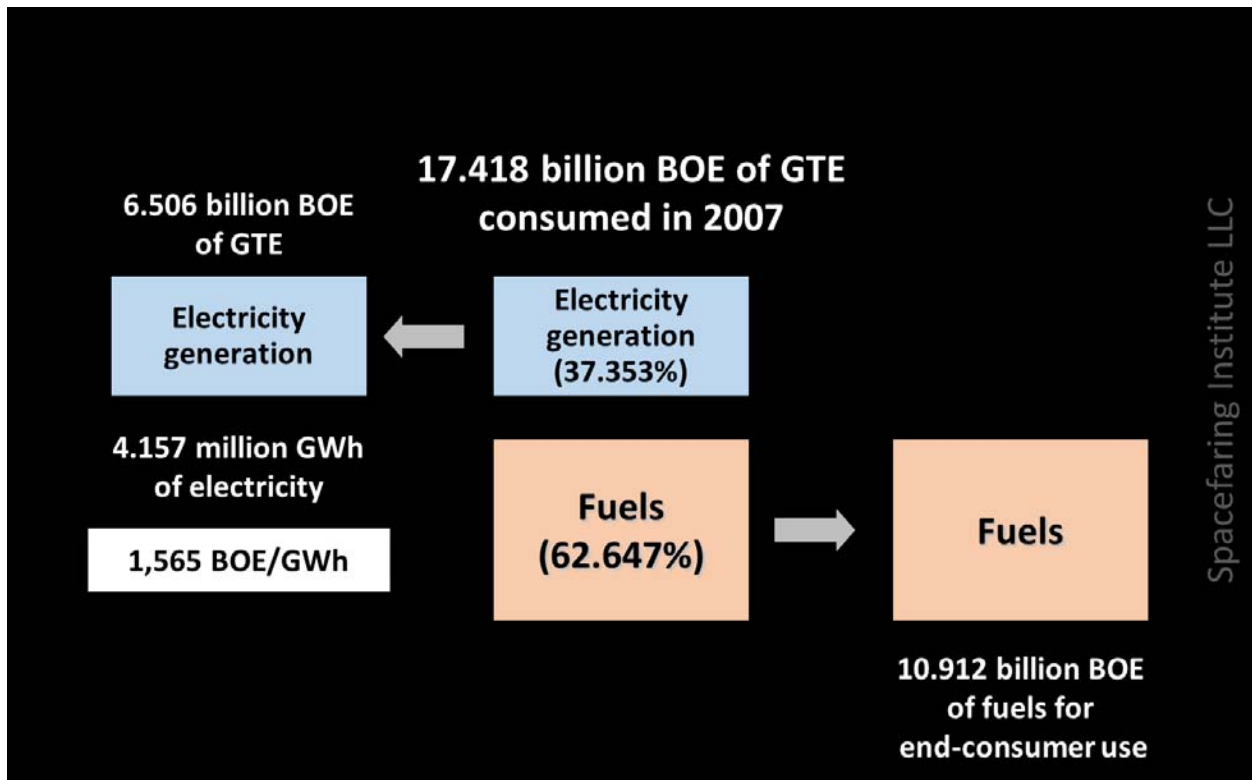 17.418 billion BOE of GTE
consumed in 2007
6.506 billion BOE
of GTE
Electricity
generation
Electricity
generation
(37.353%)
4.157 million GWh
of electricity
1,565 BOE/GWh
Fuels
(62.647%)
Fuels
10.912 billion BOE
of fuels for
end-consumer use
Spacefaring Institute LLC